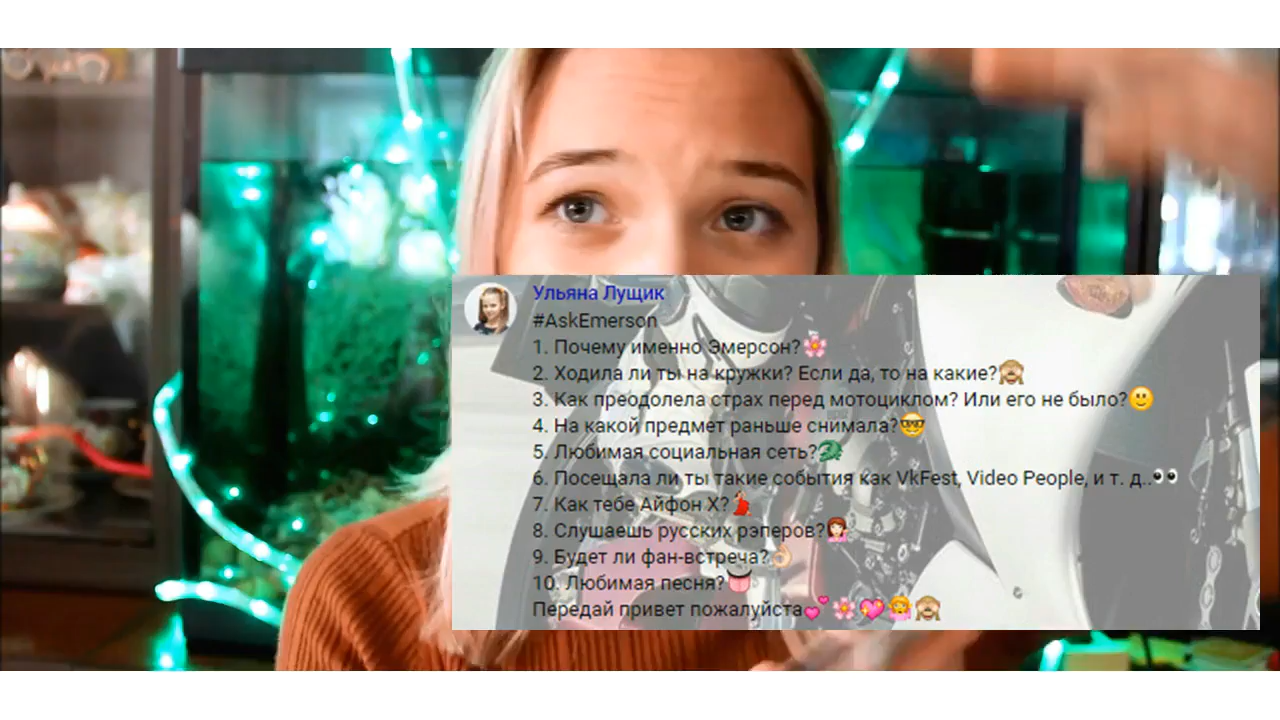 Ульяна Лущик
#AskEmerson
1. Почему именно Эмерсон?🌸
2. Ходила ли ты на кружки? Если да, то на какие?🙈
3. Как преодолела страх перед мотоциклом? Или его не было?🙂
4. На какой предмет раньше снимала?🤓
5. Любимая социальная сеть?🐲
6. Посещала ли ты такие события как VkFest, Video People, и т. д..👀
7. Как тебе Айфон X?💃
8. Слушаешь русских рэперов?💁
9. Будет ли фан-встреча?👌
10. Любимая песня?👅
Передай привет пожалуйста💕🌸💖🙆🙈